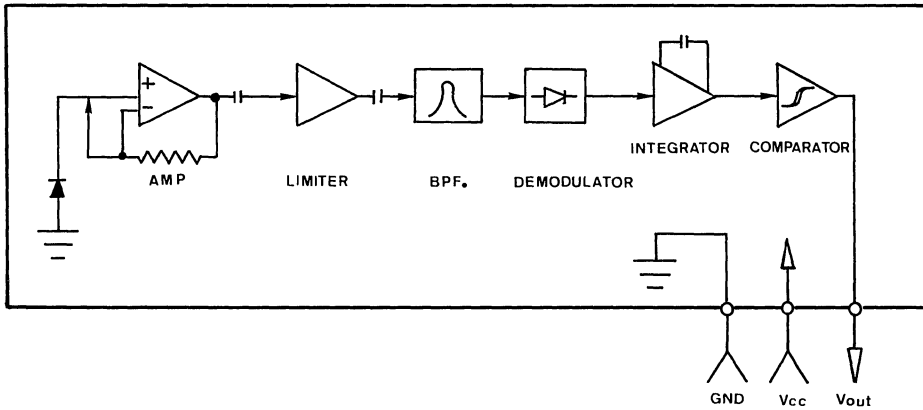 +
−
AMP
LIMITER
BPF.
DEMODULATOR
INTEGRATOR
COMPARATOR
GND
Vcc
Vout